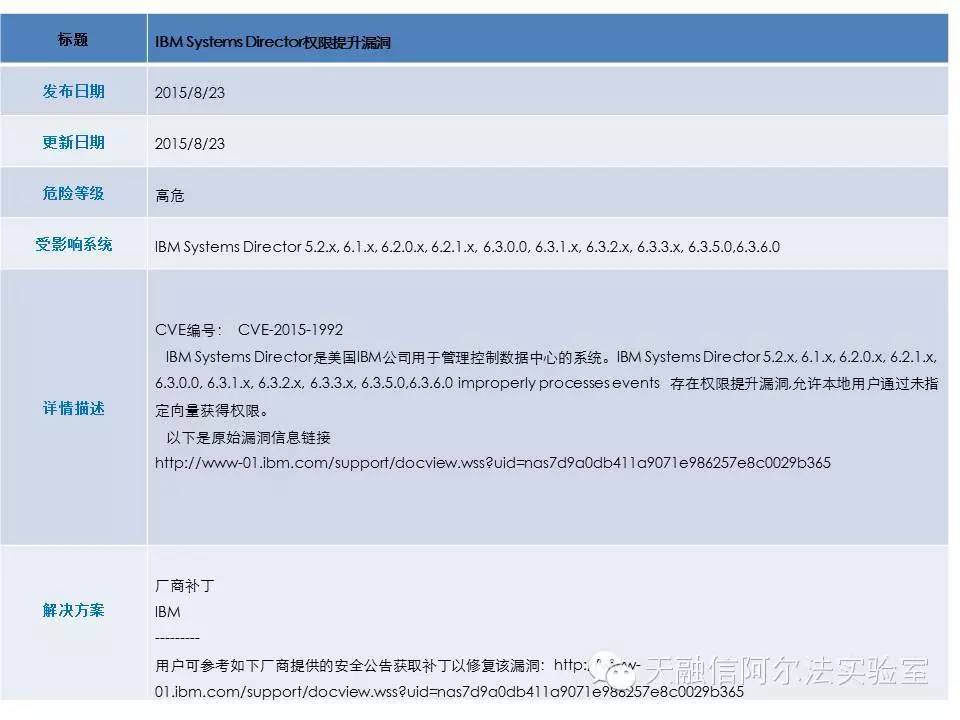 标题
IBM Systems Director权限提升漏洞
发布日期
2015/8/23
更新日期
2015/8/23
危险等级
高危
受影响系统
IBM Systems Director 5.2.x, 6.1.x, 6.2.0.x, 6.2.1.x, 6.3.0.0, 6.3.1.x, 6.3.2.x, 6.3.3.x, 6.3.5.0,6.3.6.0
详情描述
CVE编号： CVE-2015-1992
IBM Systems Director是美国IBM公司用于管理控制数据中心的系统。IBM Systems Director 5.2.x, 6.1.x, 6.2.0.x, 6.2.1.x,
6.3.0.0, 6.3.1.x, 6.3.2.x, 6.3.3.x, 6.3.5.0,6.3.6.0 improperly processes events 存在权限提升漏洞,允许本地用户通过未指
定向量获得权限。
以下是原始漏洞信息链接
http://www-01.ibm.com/support/docview.wss?uid=nas7d9a0db411a9071e986257e8c0029b365
解决方案
厂商补丁
IBM
---------
用户可参考如下厂商提供的安全公告获取补丁以修复该漏洞：http://www-
01.ibm.com/support/docview.wss?uid=nas7d9a0db411a9071e986257e8c0029b365
天融信阿尔法实验室